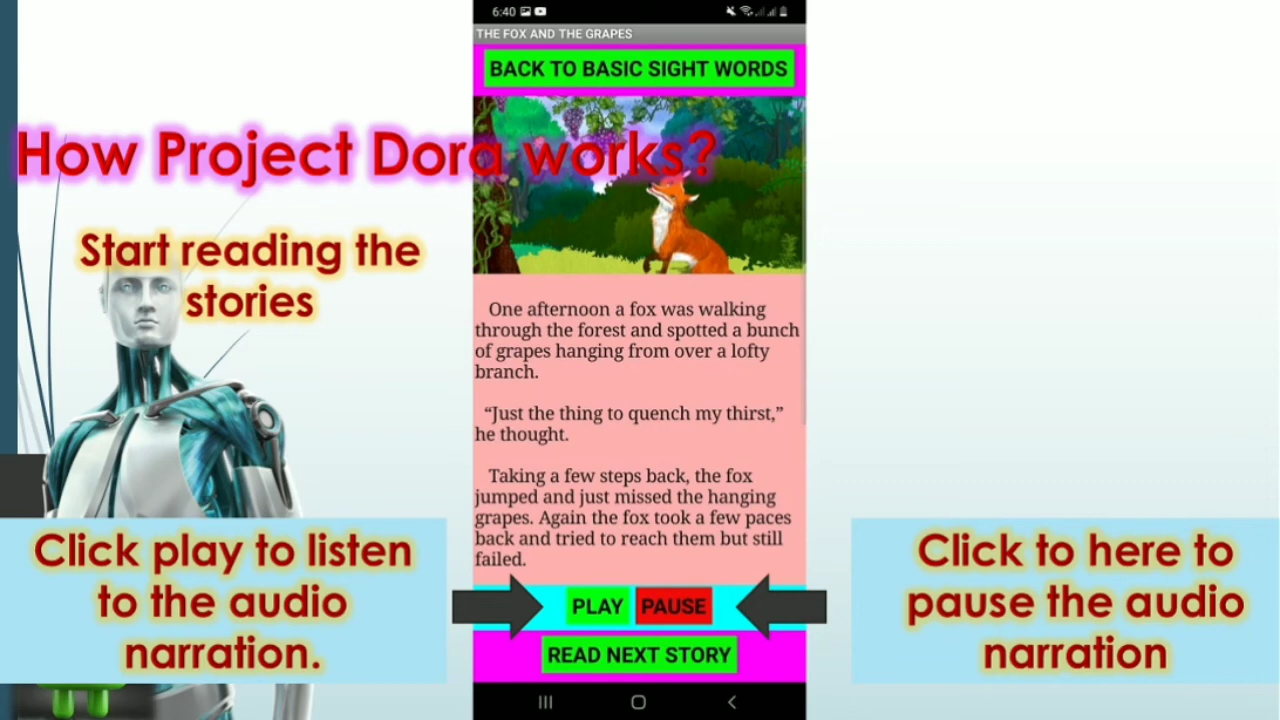 6:40
THE FOX AND THE GRAPES
BACK TO BASIC SIGHT WORDS
How Project Dora works?
Start reading the
stories
One afternoon a fox was walking
through the forest and spotted a bunch
of grapes hanging from over a lofty
branch.
“Just the thing to quench my thirst,”
he thought.
Taking a few steps back, the fox
jumped and just missed the hanging
grapes. Again the fox took a few paces
back and tried to reach them but still
failed.
Click play to listen
to the audio
narration.
PLAY PAUSE
Click to here to
pause the audio
narration
READ NEXT STORY